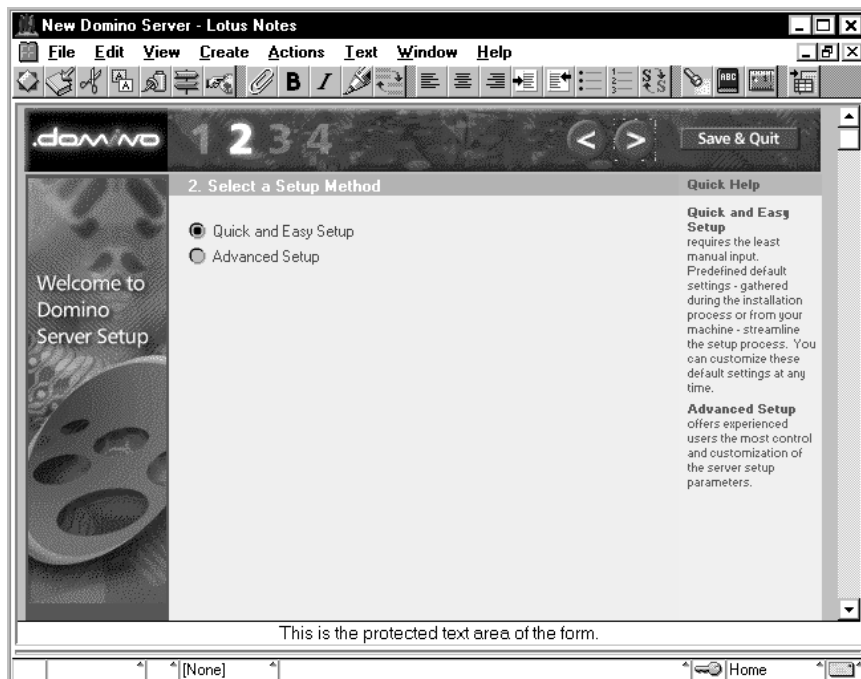 New Domino Server - Lotus Notes
File Edit View Create Actions Text Window Help
B I
ABC
.domino
1 2 3 4
< >
Save & Quit
2. Select a Setup Method
Quick Help
Quick and Easy Setup
Advanced Setup
Welcome to
Domino
Server Setup
Quick and Easy
Setup
requires the least
manual input.
Predefined default
settings - gathered
during the installation
process or from your
machine - streamline
the setup process. You
can customize these
default settings at any
time.
Advanced Setup
offers experienced
users the most control
and customization of
the server setup
parameters.
This is the protected text area of the form.
[None]
Home